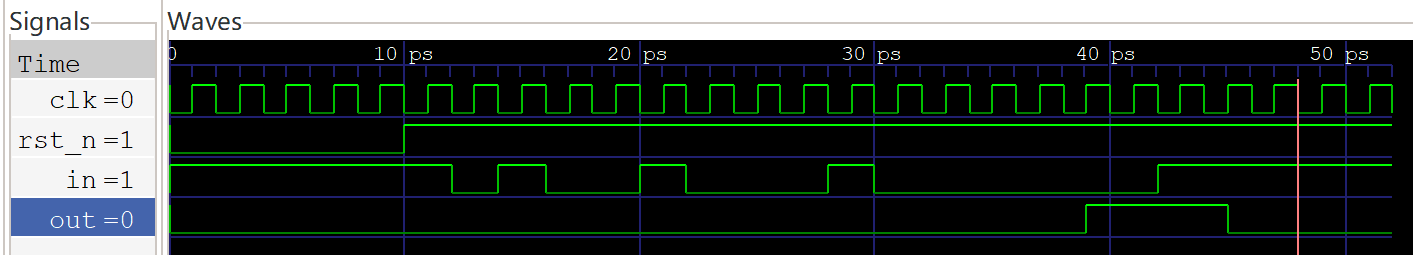 Signals
Waves
Time
0 10 ps 20 ps 30 ps 40 ps 50 ps
clk =0
rst_n =1
in =1
out =0